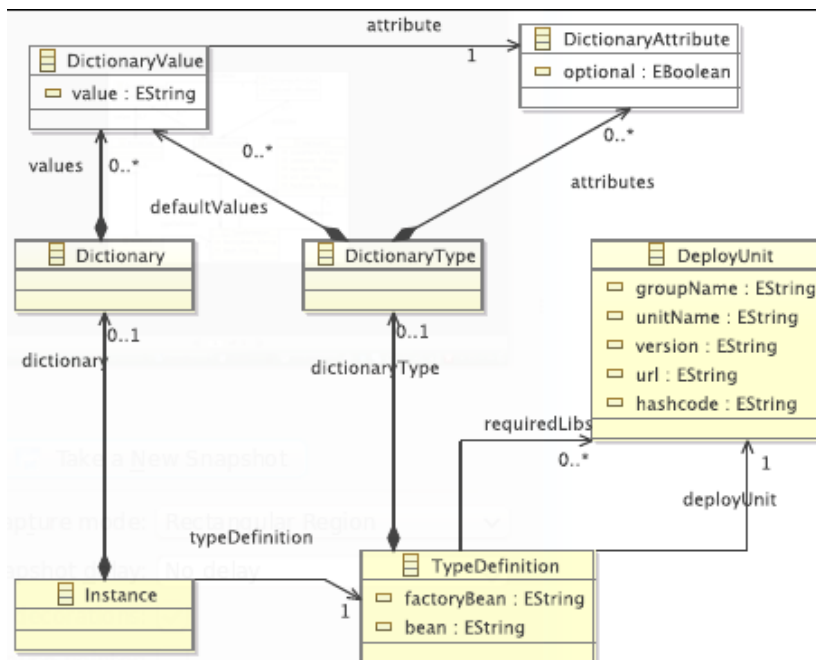 attribute
DictionaryAttribute
1
optional : EBoolean
DictionaryValue
value : EString
values
0..*
0..*
0..*
defaultValues
attributes
Dictionary
DictionaryType
DeployUnit
groupName : EString
unitName : EString
version : EString
url : EString
hashcode : EString
0..1
0..1
dictionary
dictionaryType
requiredLibs
0..*
1
Take a New Snapshot
deployUnit
apture mode: Rectangular Region
typeDefinition
apshot delay: No delay
TypeDefinition
Instance
1
factoryBean : EString
bean : EString